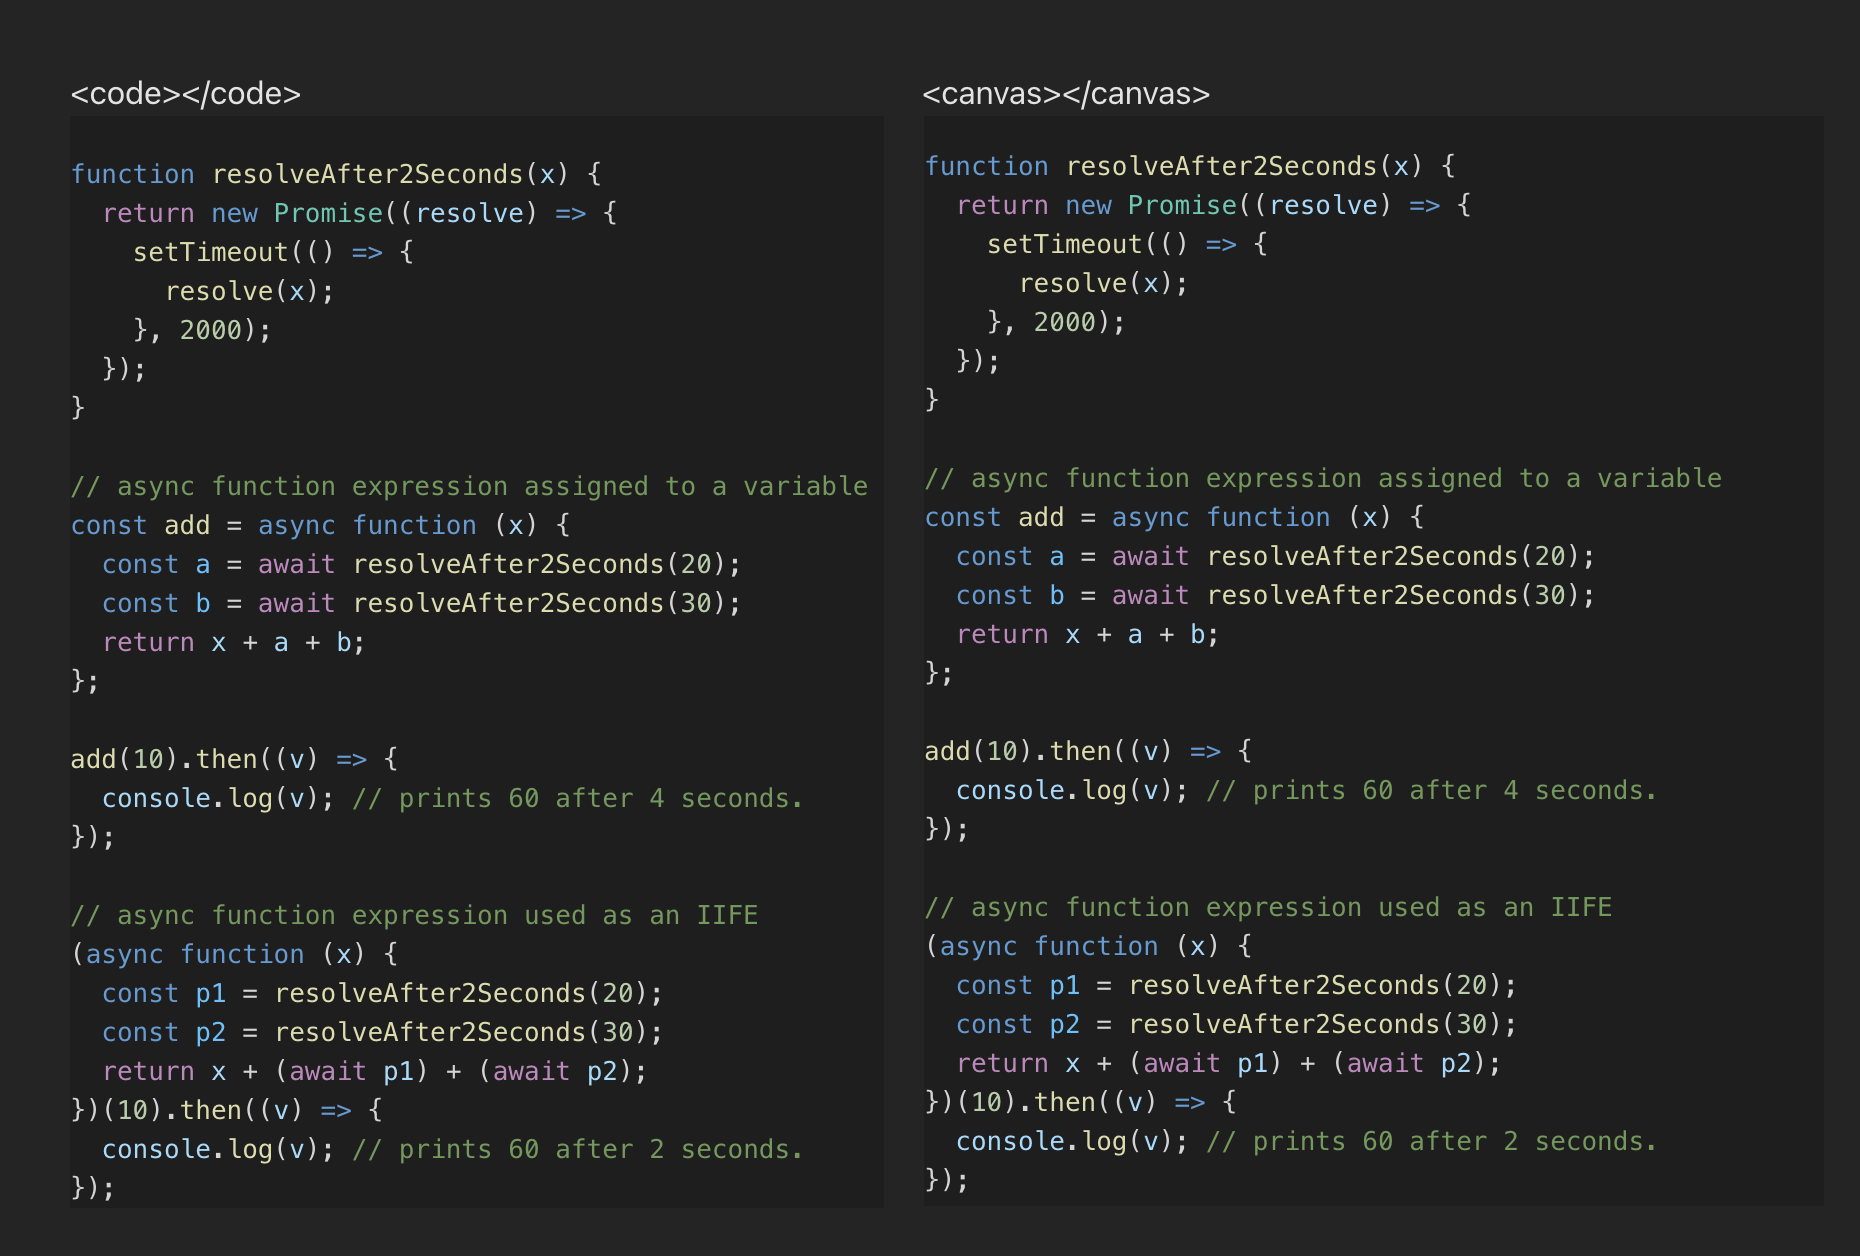 <code></code>
function resolveAfter2Seconds(x) {
  return new Promise((resolve) => {
    setTimeout(() => {
      resolve(x);
    }, 2000);
  });
}

// async function expression assigned to a variable
const add = async function (x) {
  const a = await resolveAfter2Seconds(20);
  const b = await resolveAfter2Seconds(30);
  return x + a + b;
};

add(10).then((v) => {
  console.log(v); // prints 60 after 4 seconds.
});

// async function expression used as an IIFE
(async function (x) {
  const p1 = resolveAfter2Seconds(20);
  const p2 = resolveAfter2Seconds(30);
  return x + (await p1) + (await p2);
})(10).then((v) => {
  console.log(v); // prints 60 after 2 seconds.
});
<canvas></canvas>
function resolveAfter2Seconds(x) {
  return new Promise((resolve) => {
    setTimeout(() => {
      resolve(x);
    }, 2000);
  });
}

// async function expression assigned to a variable
const add = async function (x) {
  const a = await resolveAfter2Seconds(20);
  const b = await resolveAfter2Seconds(30);
  return x + a + b;
};

add(10).then((v) => {
  console.log(v); // prints 60 after 4 seconds.
});

// async function expression used as an IIFE
(async function (x) {
  const p1 = resolveAfter2Seconds(20);
  const p2 = resolveAfter2Seconds(30);
  return x + (await p1) + (await p2);
})(10).then((v) => {
  console.log(v); // prints 60 after 2 seconds.
});